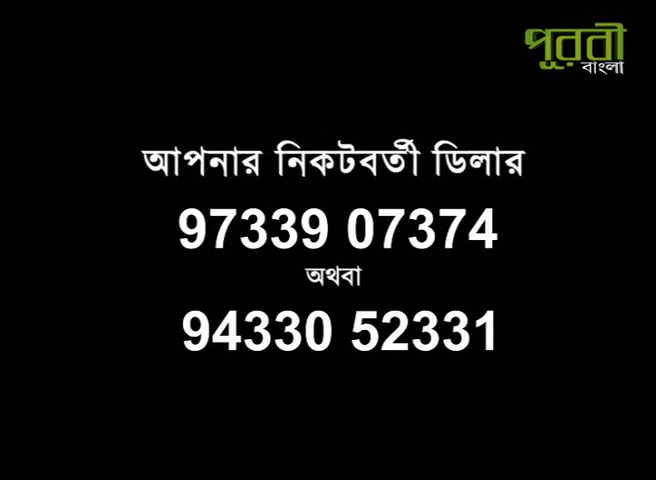 পূরবী
বাংলা
আপনার নিকটবর্তী ডিলার
97339 07374
অথবা
94330 52331